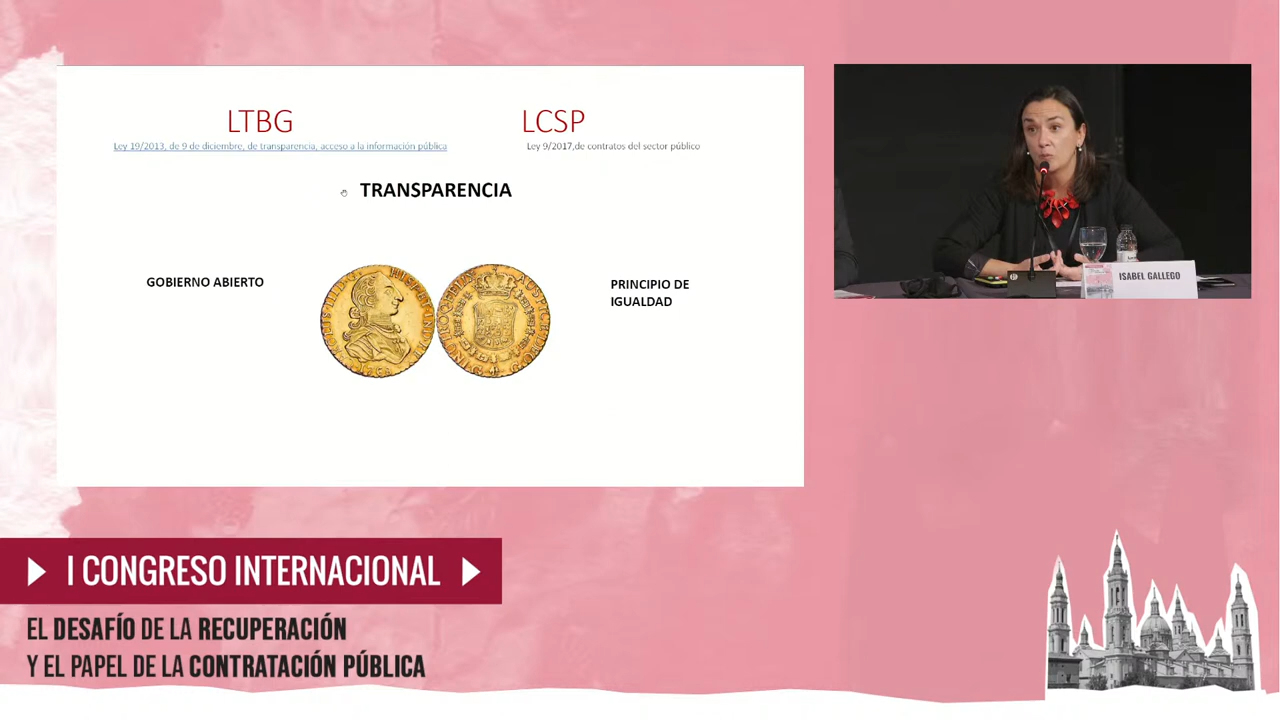 LTBG
Ley 19/2013, de 9 de diciembre, de transparencia, acceso a la información pública
LCSP
Ley 9/2017,de contratos del sector público
TRANSPARENCIA
GOBIERNO ABIERTO
PRINCIPIO DE
IGUALDAD
ISABEL GALLEGO
I CONGRESO INTERNACIONAL
EL DESAFÍO DE LA RECUPERACIÓN
Y EL PAPEL DE LA CONTRATACIÓN PÚBLICA